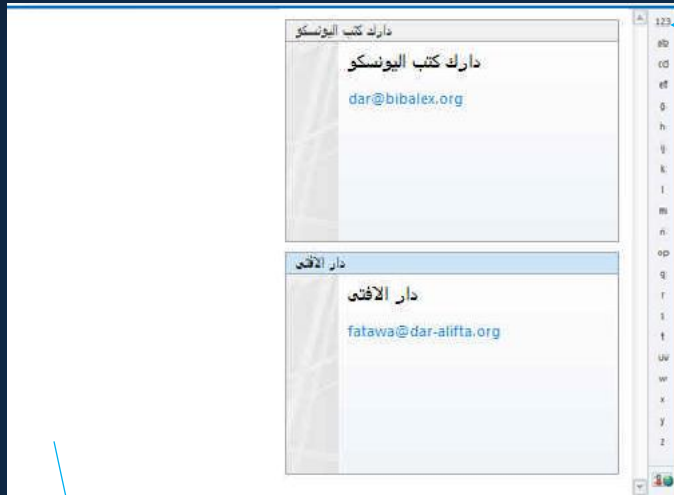 دارك كتب اليونسكو
دارك كتب اليونسكو
dar@bibalex.org
دار الافتى
دار الافتى
fatawa@dar-alifta.org
123
ab
cd
ef
g
h
ij
k
l
m
n
op
q
r
s
t
uv
w
x
y
z